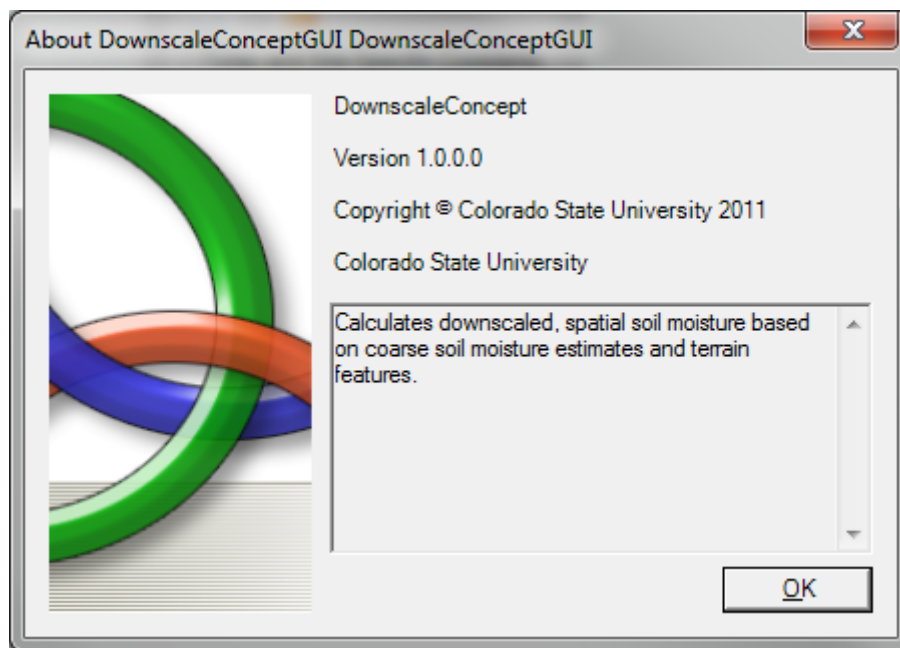 About DownscaleConceptGUI DownscaleConceptGUI
DownscaleConcept
Version 1.0.0.0
Copyright © Colorado State University 2011
Colorado State University
Calculates downscaled, spatial soil moisture based
on coarse soil moisture estimates and terrain
features.
OK